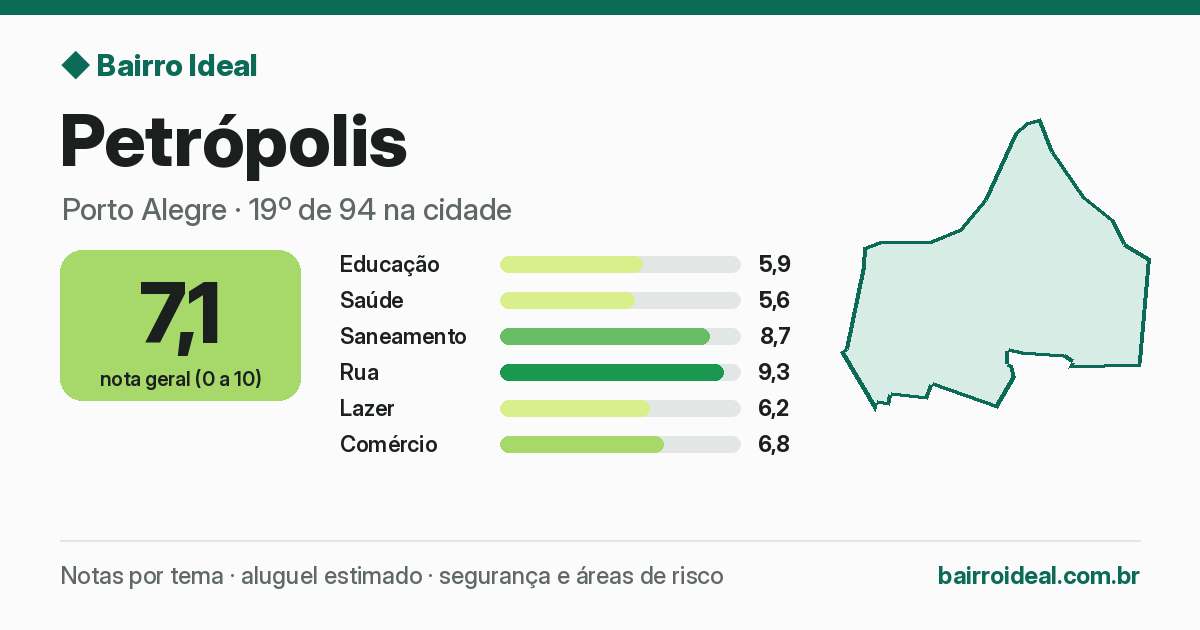 Bairro Ideal
Petrópolis
Porto Alegre · 19º de 94 na cidade
7,1
nota geral (0 a 10)
Educação 5,9
Saúde 5,6
Saneamento 8,7
Rua 9,3
Lazer 6,2
Comércio 6,8
Notas por tema · aluguel estimado · segurança e áreas de risco
bairroideal.com.br